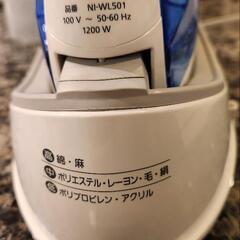 品番 NI-WL501
100 V ～ 50-60 Hz
1200 W
高 綿・麻
中 ポリエステル・レーヨン・毛・絹
低 ポリプロピレン・アクリル